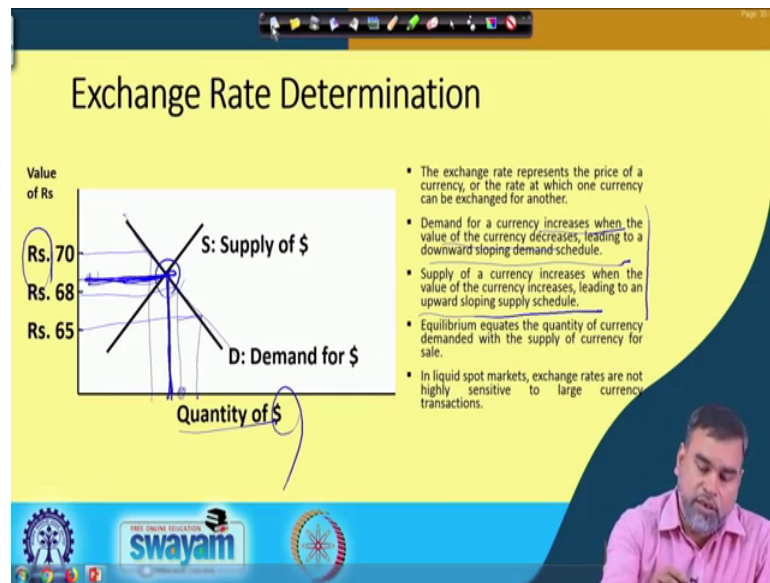 Page: 35
Exchange Rate Determination
Value
of Rs
Rs. 70
Rs. 68
Rs. 65
S: Supply of $
D: Demand for $
Quantity of $
▪ The exchange rate represents the price of a
currency, or the rate at which one currency
can be exchanged for another.
▪ Demand for a currency increases when the
value of the currency decreases, leading to a
downward sloping demand schedule.
▪ Supply of a currency increases when the
value of the currency increases, leading to an
upward sloping supply schedule.
▪ Equilibrium equates the quantity of currency
demanded with the supply of currency for
sale.
▪ In liquid spot markets, exchange rates are not
highly sensitive to large currency
transactions.
FREE ONLINE EDUCATION
swayam